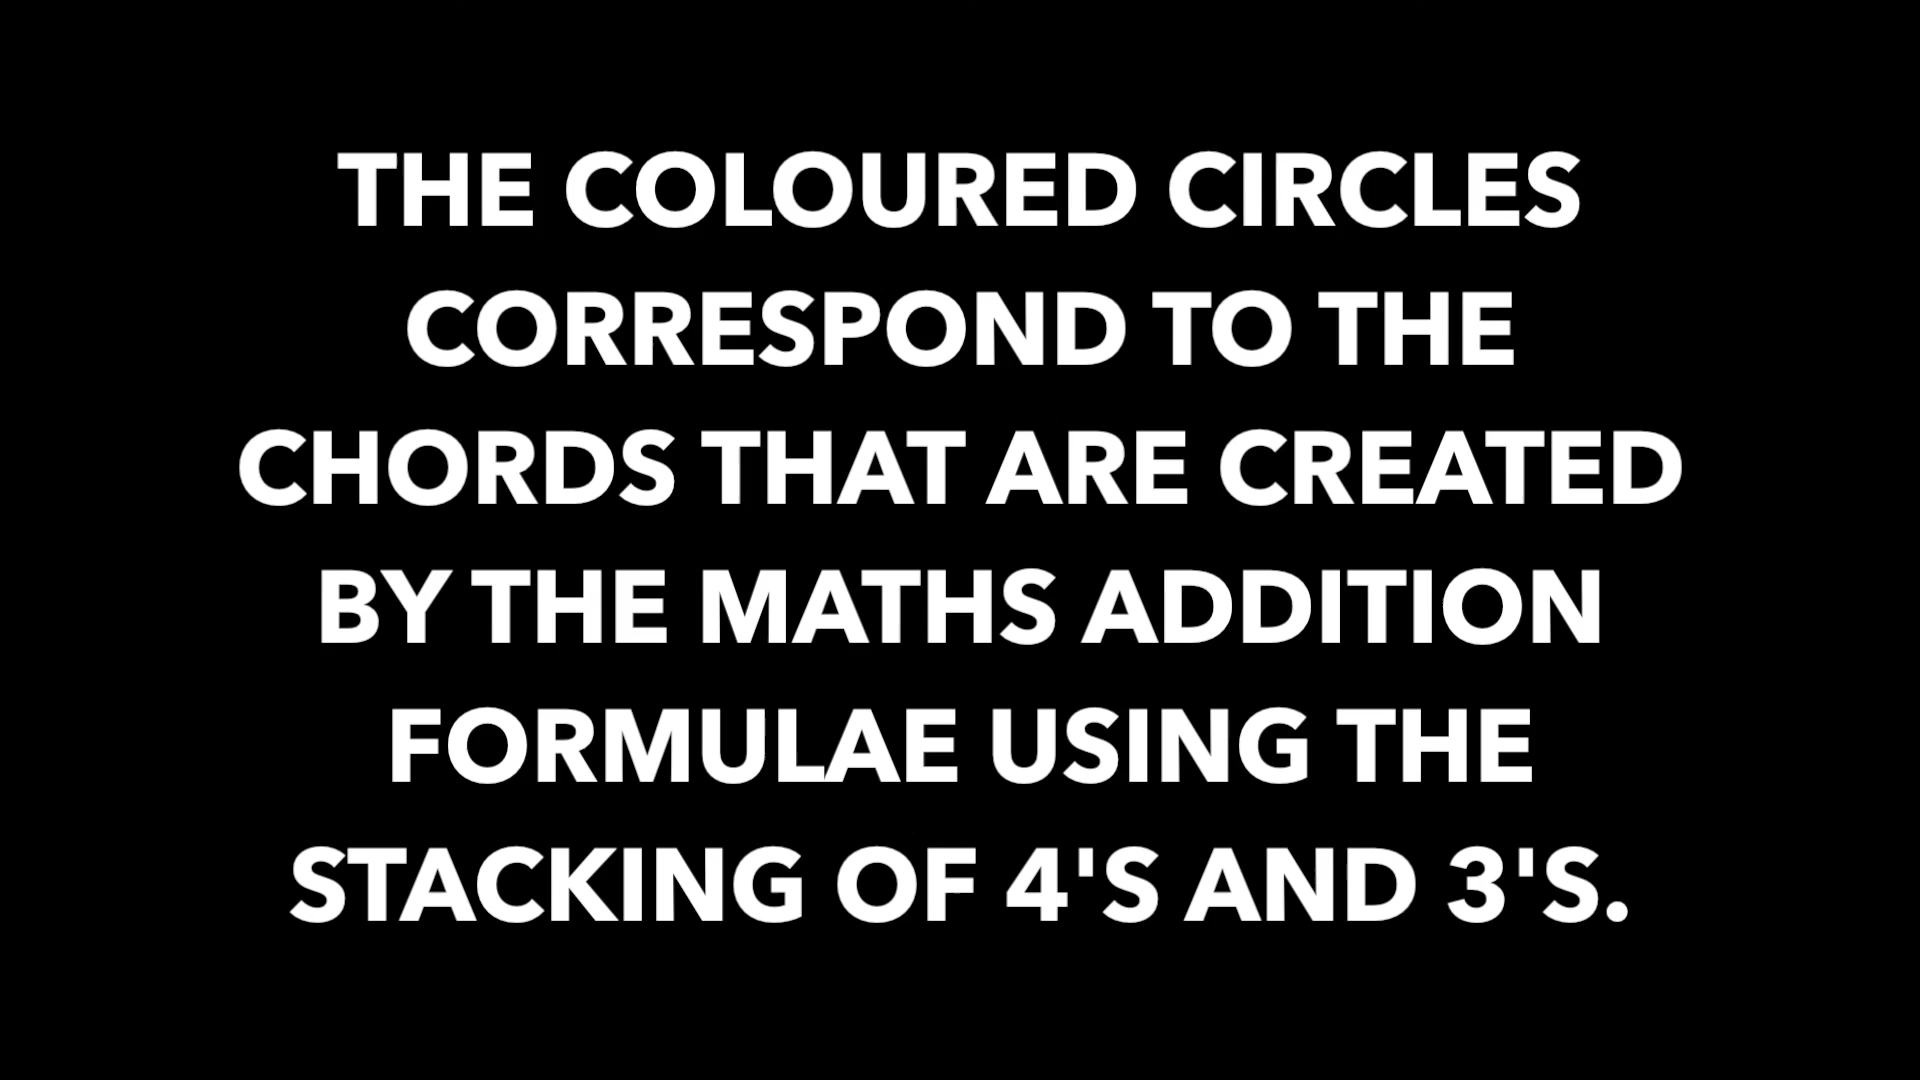 THE COLOURED CIRCLES
CORRESPOND TO THE
CHORDS THAT ARE CREATED
BY THE MATHS ADDITION
FORMULAE USING THE
STACKING OF 4'S AND 3'S.